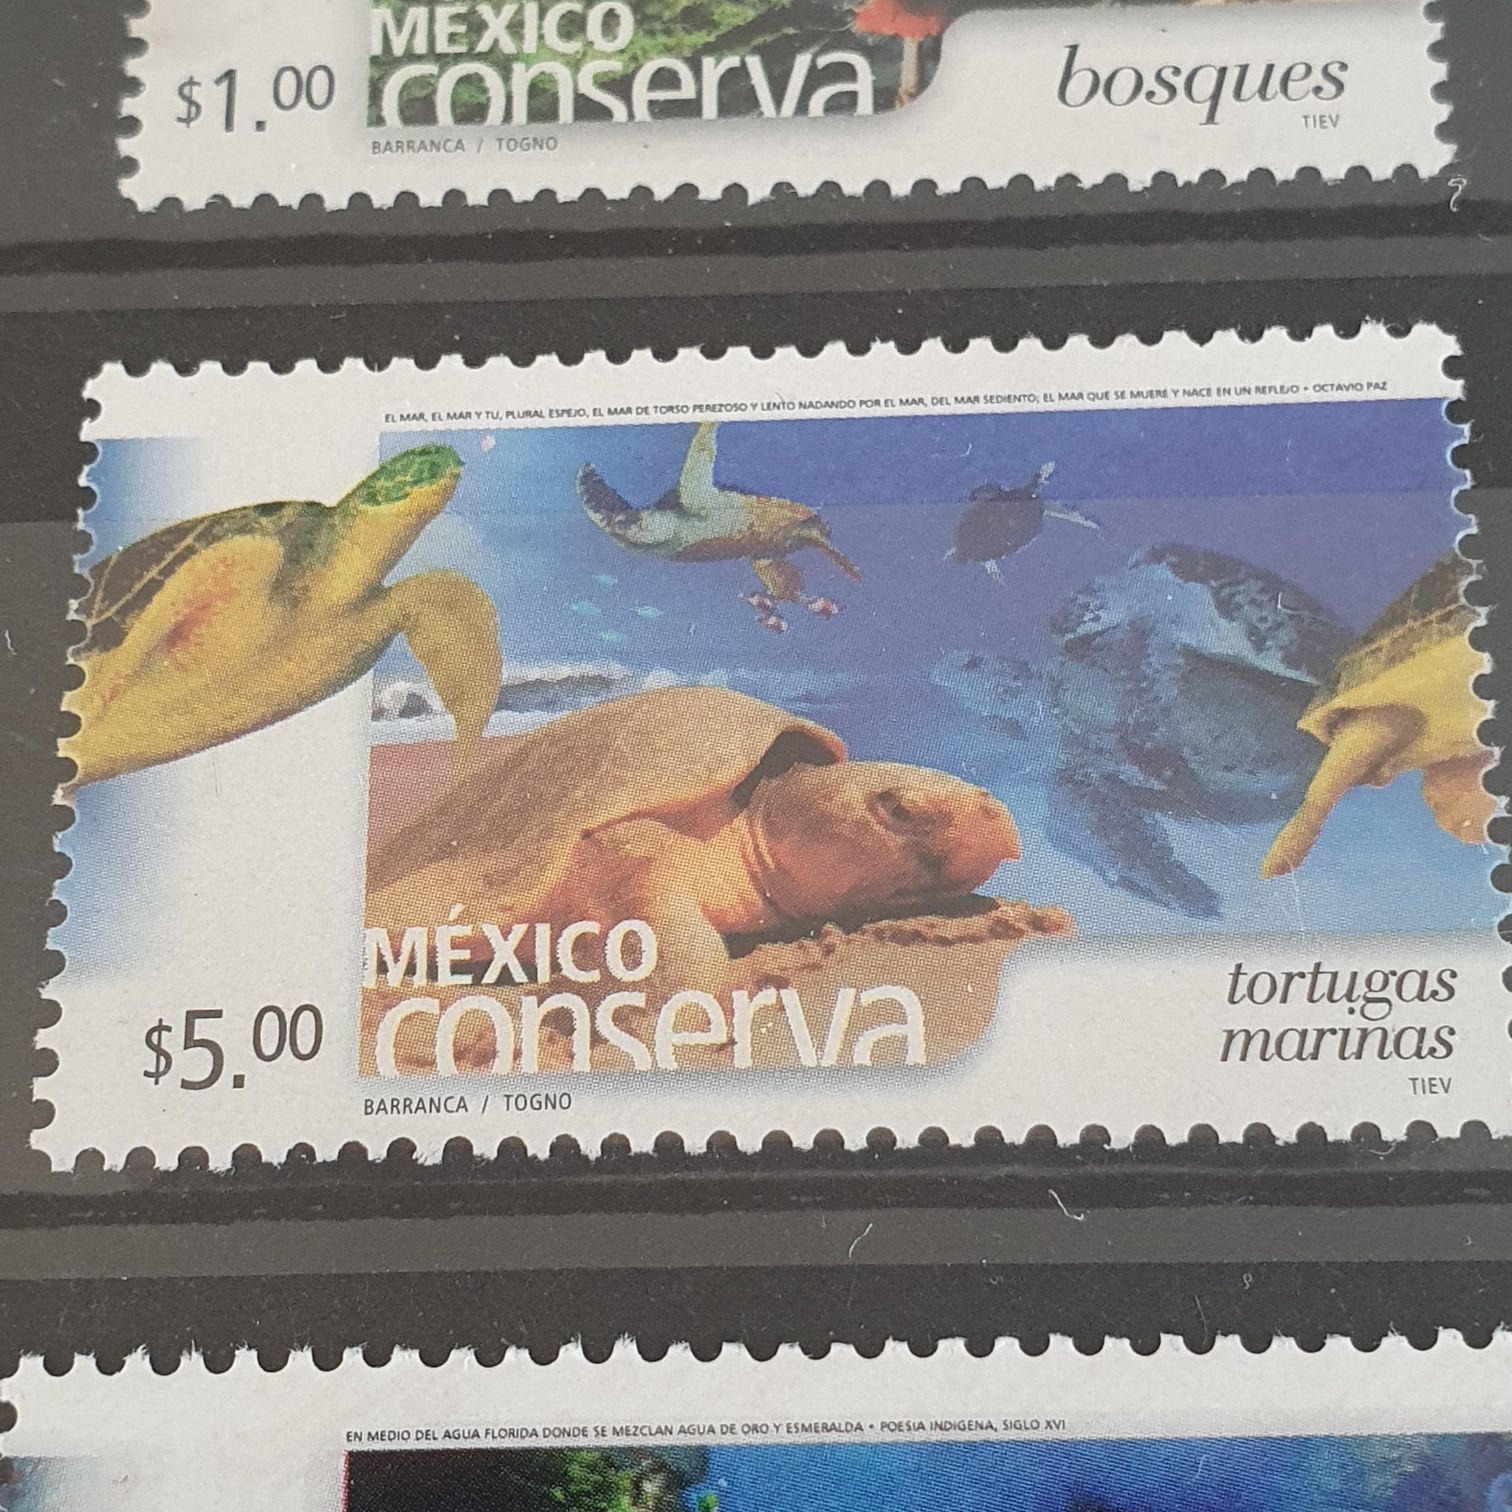 MÉXICO
conserva
$1.00
bosques
TIEV
BARRANCA / TOGNO
EL MAR, EL MAR Y TU, PLURAL ESPEJO, EL MAR DE TORSO PEREZOSO Y LENTO NADANDO POR EL MAR, DEL MAR SEDIENTO; EL MAR QUE SE MUERE Y NACE EN UN REFLEJO • OCTAVIO PAZ
MÉXICO
conserva
$5.00
tortugas
marinas
TIEV
BARRANCA / TOGNO
EN MEDIO DEL AGUA FLORIDA DONDE SE MEZCLAN AGUA DE ORO Y ESMERALDA • POESIA INDIGENA, SIGLO XVI